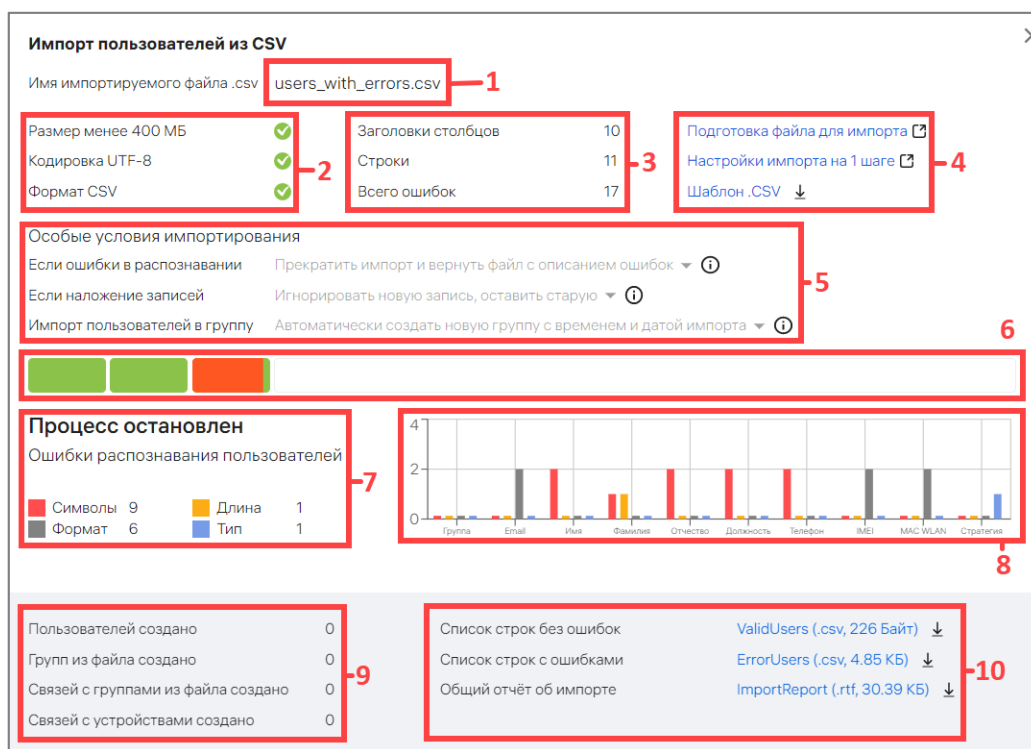 Импорт пользователей из CSV
Имя импортируемого файла .csv users_with_errors.csv 1
Размер менее 400 МБ
Кодировка UTF-8
Формат CSV
2
Заголовки столбцов 10
Строки 11
Всего ошибок 17
3
Подготовка файла для импорта
Настройки импорта на 1 шаге
Шаблон .CSV
4
Особые условия импортирования
Если ошибки в распознавании Прекратить импорт и вернуть файл с описанием ошибок
Если наложение записей Игнорировать новую запись, оставить старую
Импорт пользователей в группу Автоматически создать новую группу с временем и датой импорта
5
6
Процесс остановлен
Ошибки распознавания пользователей
Символы 9 Длина 1
Формат 6 Тип 1
7
4
2
0
Группа Email Имя Фамилия Отчество Должность Телефон IMEI MAC WLAN Стратегия
8
Пользователей создано 0
Групп из файла создано 0
Связей с группами из файла создано 0
Связей с устройствами создано 0
9
Список строк без ошибок ValidUsers (.csv, 226 Байт)
Список строк с ошибками ErrorUsers (.csv, 4.85 КБ)
Общий отчёт об импорте ImportReport (.rtf, 30.39 КБ)
10